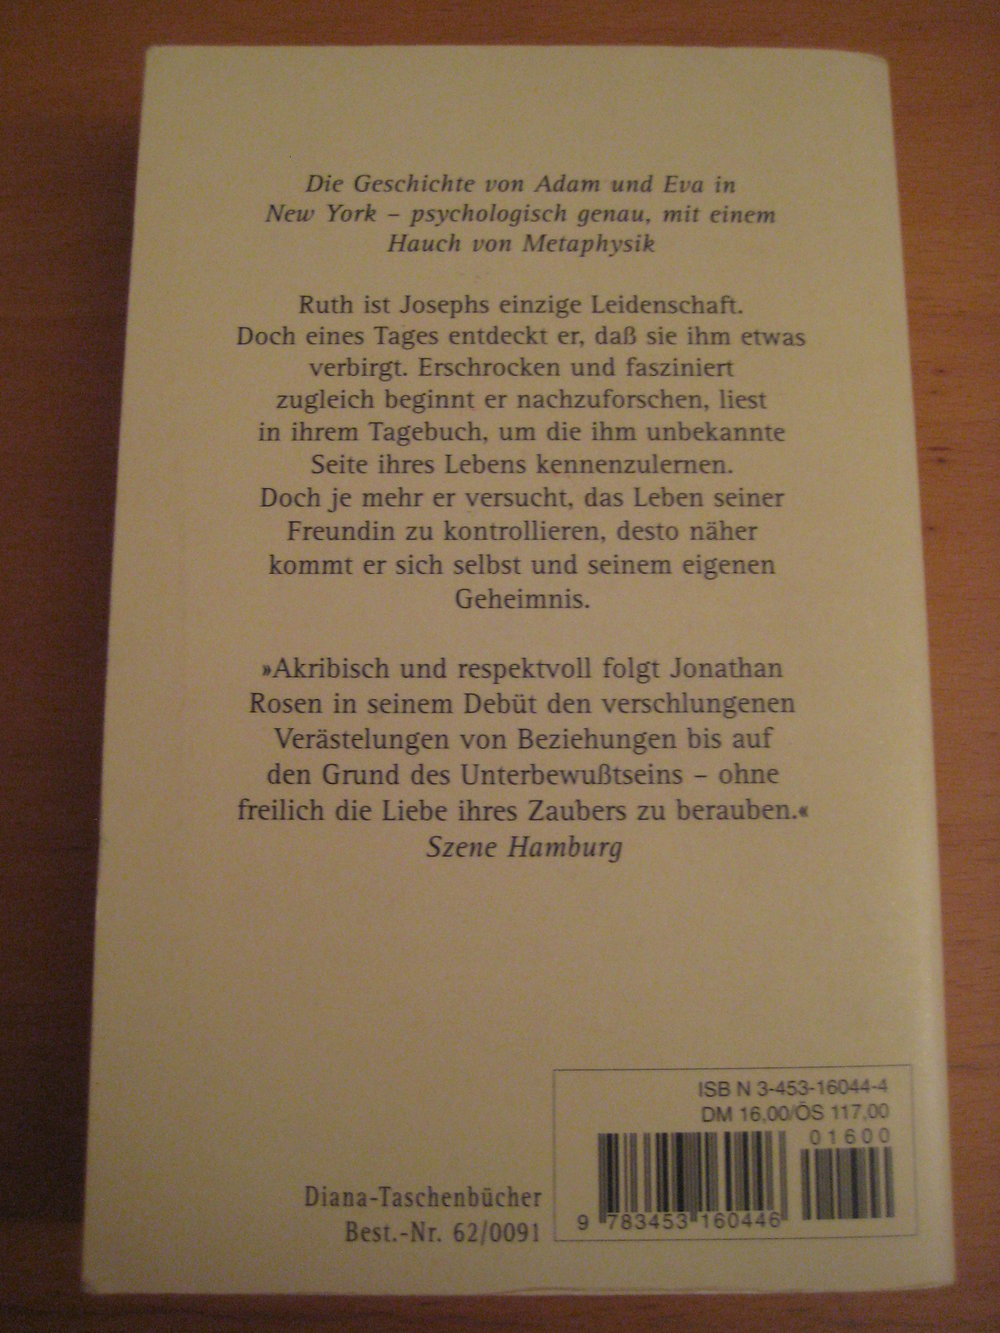 Die Geschichte von Adam und Eva in
New York – psychologisch genau, mit einem
Hauch von Metaphysik
Ruth ist Josephs einzige Leidenschaft.
Doch eines Tages entdeckt er, daß sie ihm etwas
verbirgt. Erschrocken und fasziniert
zugleich beginnt er nachzuforschen, liest
in ihrem Tagebuch, um die ihm unbekannte
Seite ihres Lebens kennenzulernen.
Doch je mehr er versucht, das Leben seiner
Freundin zu kontrollieren, desto näher
kommt er sich selbst und seinem eigenen
Geheimnis.
»Akribisch und respektvoll folgt Jonathan
Rosen in seinem Debüt den verschlungenen
Verästelungen von Beziehungen bis auf
den Grund des Unterbewußtseins – ohne
freilich die Liebe ihres Zaubers zu berauben.«
Szene Hamburg
ISB N 3-453-16044-4
DM 16,00/ÖS 117,00
01600
9 783453 160446
Diana-Taschenbücher
Best.-Nr. 62/0091